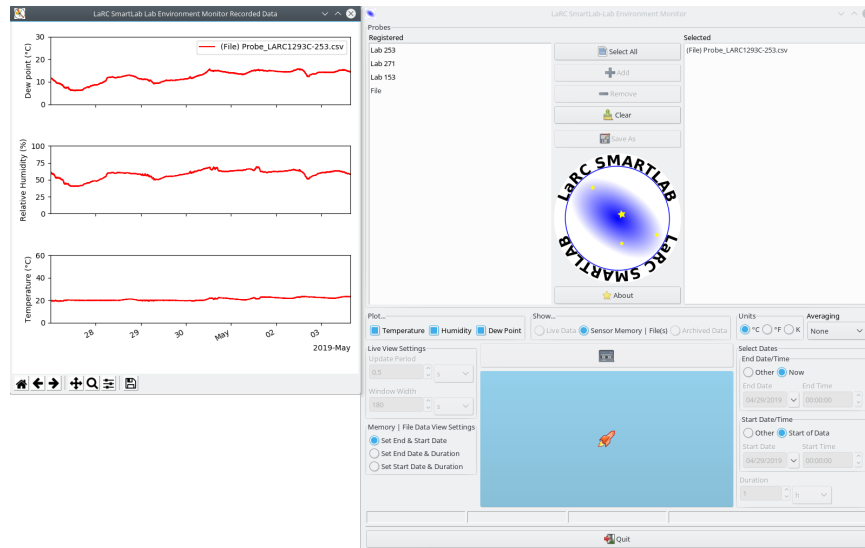 LaRC SmartLab Lab Environment Monitor Recorded Data
30
20
10
0
Dew point (°C)
(File) Probe_LARC1293C-253.csv
100
75
50
25
0
Relative Humidity (%)
60
40
20
0
Temperature (°C)
28
29
30
May
02
03
2019-May
LaRC SmartLab-Lab Environment Monitor
Probes
Registered
Selected
Lab 253
Lab 271
Lab 153
File
Select All
Add
Remove
Clear
Save As
LaRC SMARTLAB
LaRC SMARTLAB
About
(File) Probe_LARC1293C-253.csv
Plot...
Temperature
Humidity
Dew Point
Show...
Live Data
Sensor Memory | File(s)
Archived Data
Units
°C
°F
K
Averaging
None
Live View Settings
Update Period
0.5
s
Window Width
180
s
Memory | File Data View Settings
Set End & Start Date
Set End Date & Duration
Set Start Date & Duration
Select Dates
End Date/Time
Other
Now
End Date
End Time
04/29/2019
00:00:00
Start Date/Time
Other
Start of Data
Start Date
Start Time
04/29/2019
00:00:00
Duration
1
h
Quit